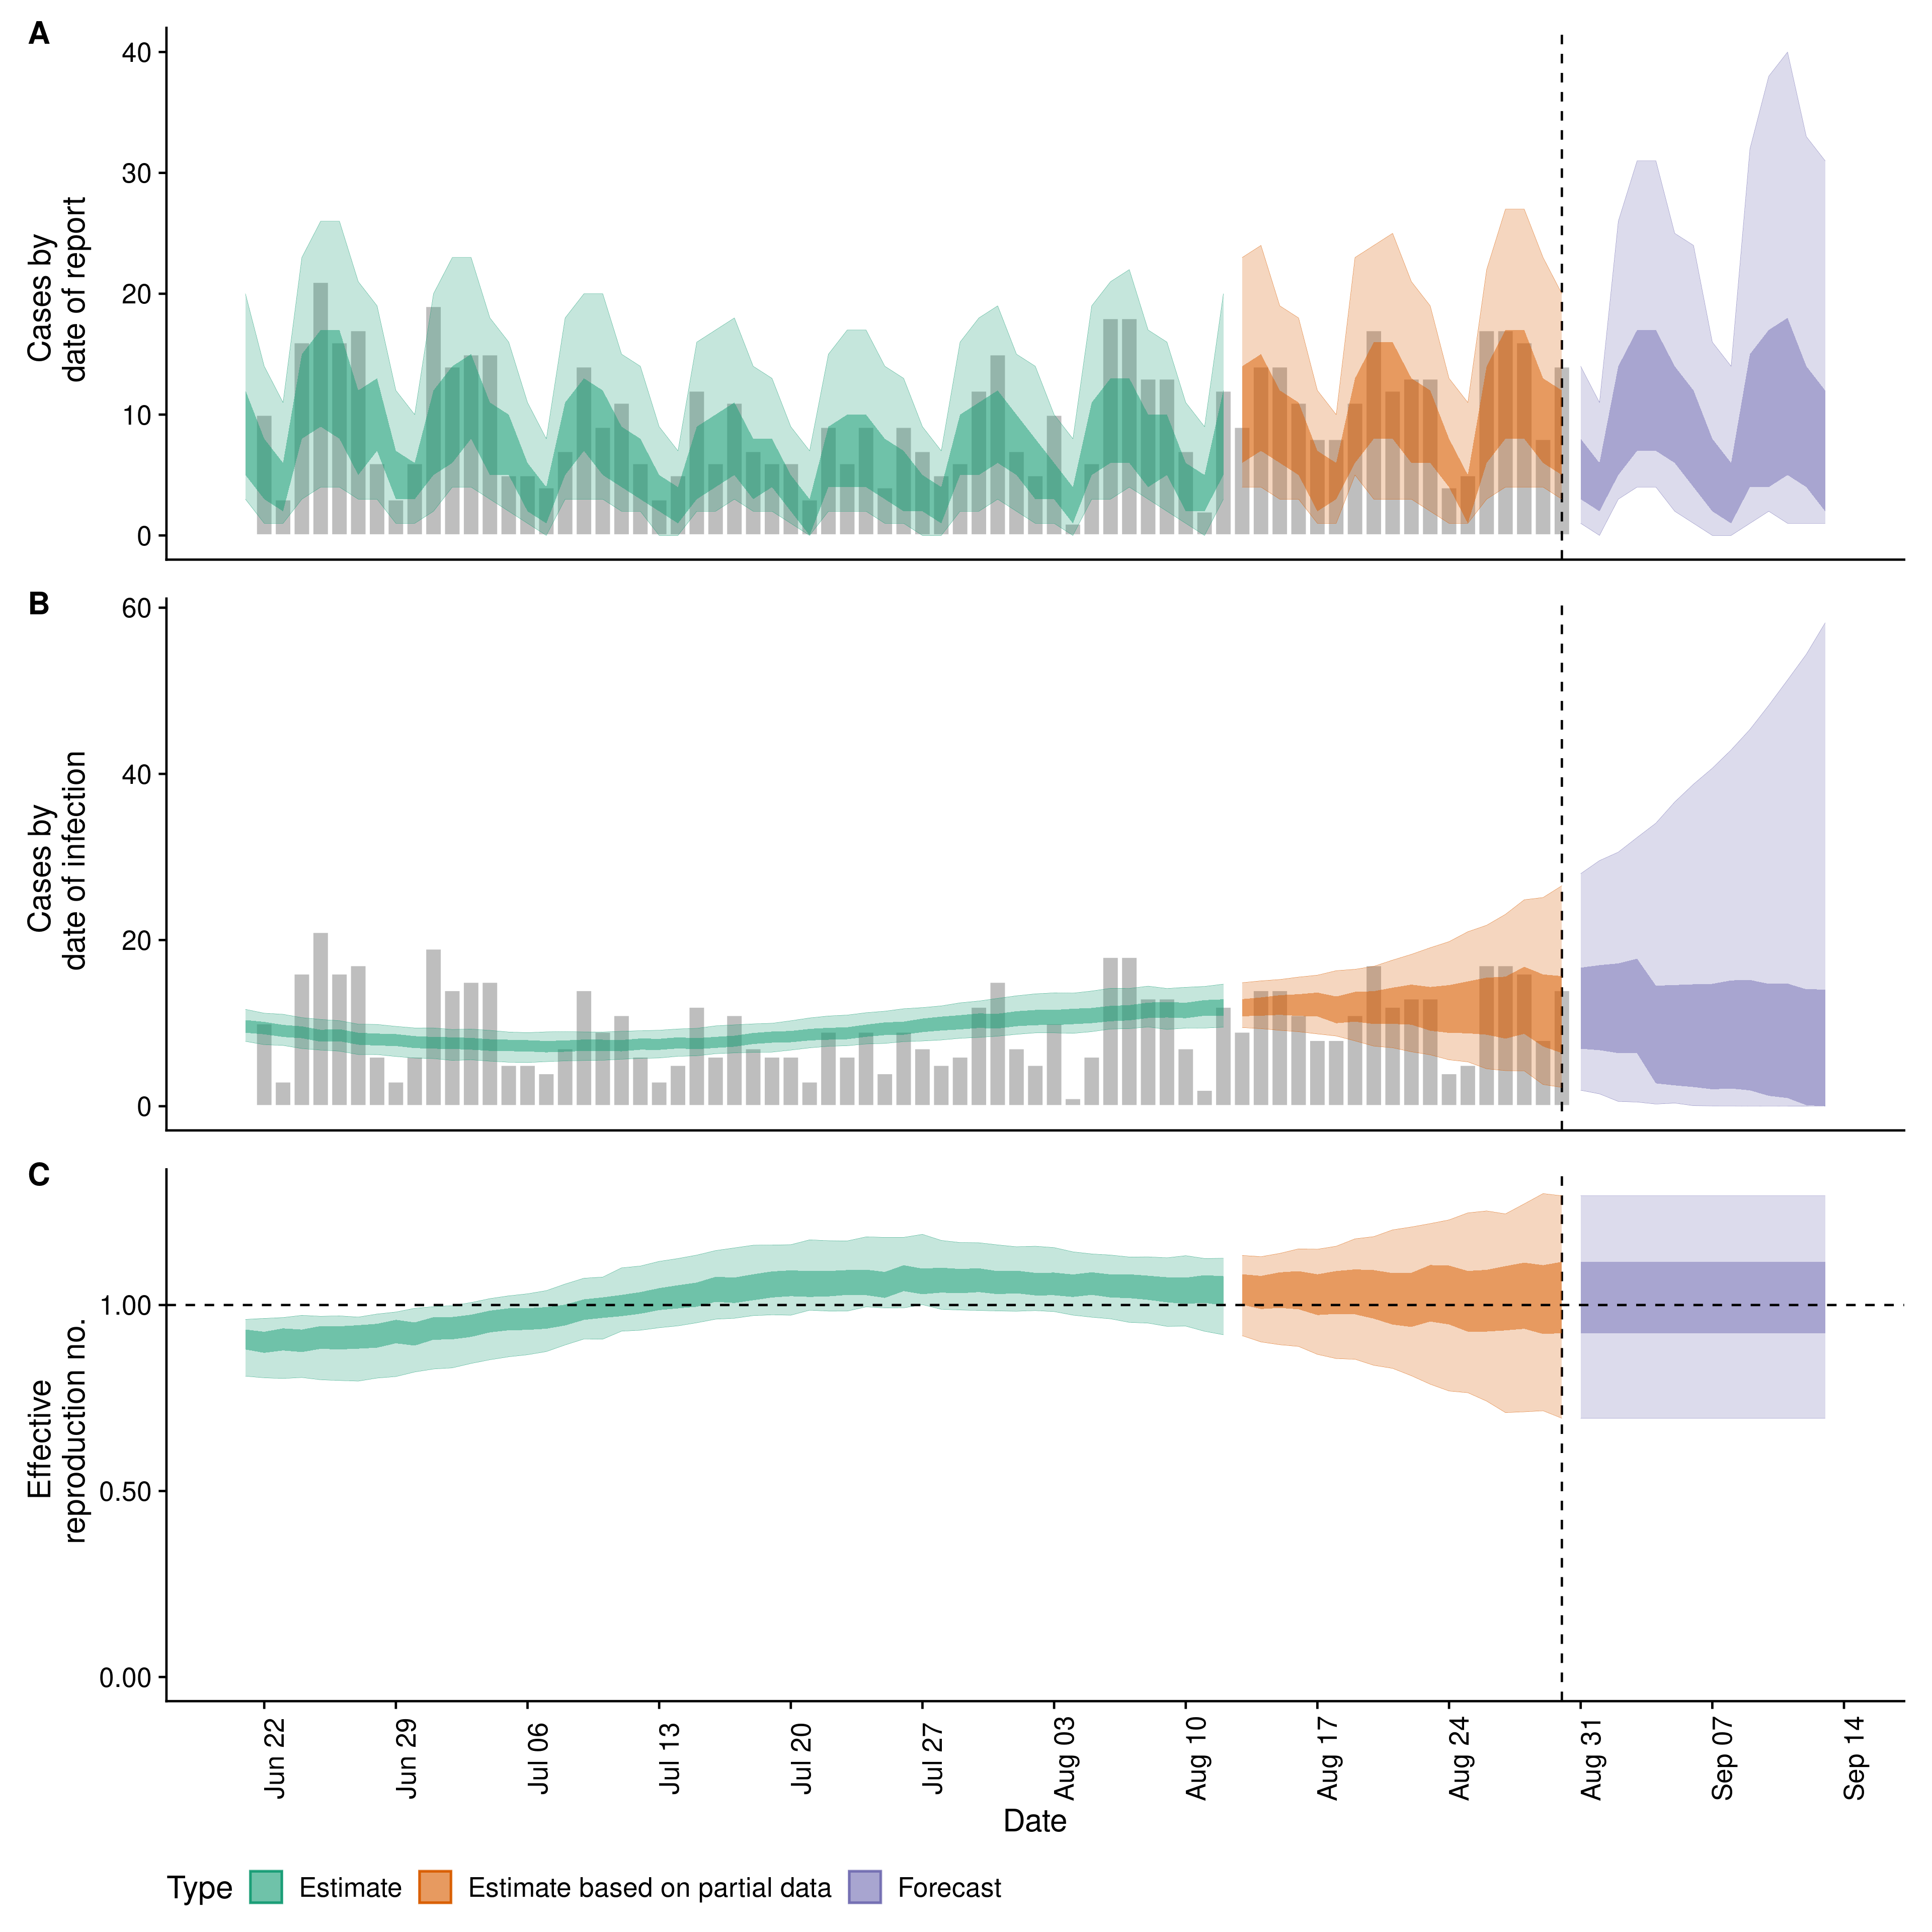 A
40
30
20
10
0
Cases by
date of report
B
60
40
20
0
Cases by
date of infection
C
1.00
0.50
0.00
Effective
reproduction no.
Jun 22
Jun 29
Jul 06
Jul 13
Jul 20
Jul 27
Aug 03
Aug 10
Aug 17
Aug 24
Aug 31
Sep 07
Sep 14
Date
Type Estimate Estimate based on partial data Forecast